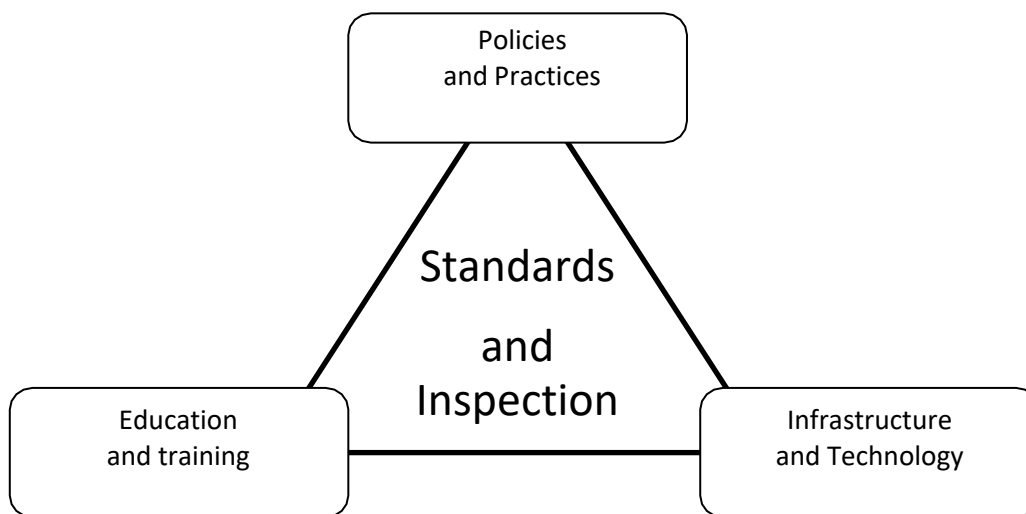 Policies
and Practices
Standards
and
Inspection
Education
and training
Infrastructure
and Technology